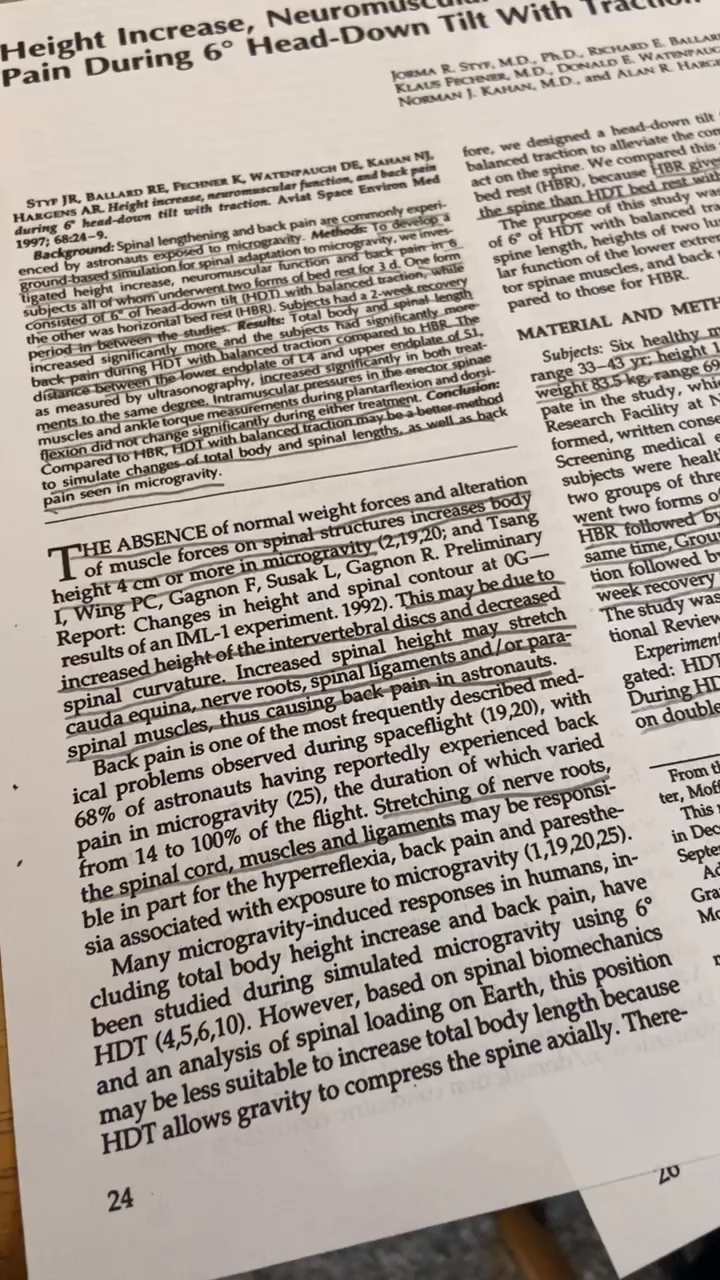 Height Increase, Neuromuscular
Pain During 6° Head-Down Tilt With Traction
JORMA R. STYF, M.D., Ph.D., RICHARD E. BALLARD
KLAUS FECHNER, M.D., DONALD E. WATENPAUGH
NORMAN J. KAHAN, M.D., and ALAN R. HARGE
STYF JR, BALLARD RE, FECHNER K, WATENPAUGH DE, KAHAN NJ,
HARGENS AR. Height increase, neuromuscular function, and back pain
during 6° head-down tilt with traction. Aviat Space Environ Med
1997; 68:24–9.
Background: Spinal lengthening and back pain are commonly experi-
enced by astronauts exposed to microgravity. Methods: To develop a
ground-based simulation for spinal adaptation to microgravity, we inves-
tigated height increase, neuromuscular function and back pain in 6
subjects all of whom underwent two forms of bed rest for 3 d. One form
consisted of 6° of head-down tilt (HDT) with balanced traction, while
the other was horizontal bed rest (HBR). Subjects had a 2-week recovery
period in between the studies. Results: Total body and spinal length
increased significantly more and the subjects had significantly more
back pain during HDT with balanced traction compared to HBR. The
distance between the lower endplate of L4 and upper endplate of S1,
as measured by ultrasonography, increased significantly in both treat-
ments to the same degree. Intramuscular pressures in the erector spinae
muscles and ankle torque measurements during plantarflexion and dorsi-
flexion did not change significantly during either treatment. Conclusion:
Compared to HBR, HDT with balanced traction may be a better method
to simulate changes of total body and spinal lengths, as well as back
pain seen in microgravity.
THE ABSENCE of normal weight forces and alteration
of muscle forces on spinal structures increases body
height 4 cm or more in microgravity (2,19,20; and Tsang
I, Wing PC, Gagnon F, Susak L, Gagnon R. Preliminary
Report: Changes in height and spinal contour at 0G—
results of an IML-1 experiment. 1992). This may be due to
increased height of the intervertebral discs and decreased
spinal curvature. Increased spinal height may stretch
cauda equina, nerve roots, spinal ligaments and/or para-
spinal muscles, thus causing back pain in astronauts.
Back pain is one of the most frequently described med-
ical problems observed during spaceflight (19,20), with
68% of astronauts having reportedly experienced back
pain in microgravity (25), the duration of which varied
from 14 to 100% of the flight. Stretching of nerve roots,
the spinal cord, muscles and ligaments may be responsi-
ble in part for the hyperreflexia, back pain and paresthe-
sia associated with exposure to microgravity (1,19,20,25).
Many microgravity-induced responses in humans, in-
cluding total body height increase and back pain, have
been studied during simulated microgravity using 6°
HDT (4,5,6,10). However, based on spinal biomechanics
and an analysis of spinal loading on Earth, this position
may be less suitable to increase total body length because
HDT allows gravity to compress the spine axially. There-
24
fore, we designed a head-down tilt
balanced traction to alleviate the com
act on the spine. We compared this
bed rest (HBR), because HBR give
the spine than HDT bed rest with
The purpose of this study was
of 6° of HDT with balanced tra
spine length, heights of two lu
lar function of the lower extrem
tor spinae muscles, and back
pared to those for HBR.
MATERIAL AND METH
Subjects: Six healthy m
range 33–43 yr; height 1
weight 83.5 kg, range 69
pate in the study, whi
Research Facility at N
formed, written conse
Screening medical e
subjects were healt
two groups of thre
went two forms of
HBR followed by
same time, Grou
tion followed by
week recovery
The study was
tional Review
Experiment
gated: HDT
During HD
on double
From th
ter, Moff
This
in Dec
Septe
Ad
Gra
Mo